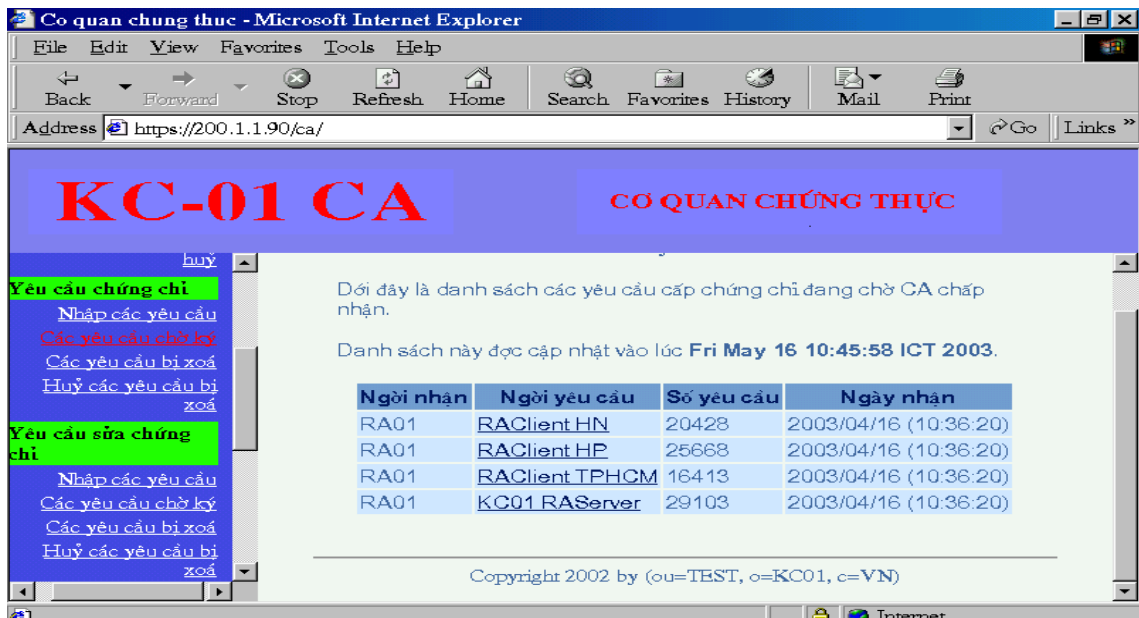 Co quan chung thuc - Microsoft Internet Explorer
File Edit View Favorites Tools Help
Back Forward Stop Refresh Home Search Favorites History Mail Print
Address https://200.1.1.90/ca/ Go Links »
KC-01 CA
CƠ QUAN CHỨNG THỰC
huỷ
Yêu cầu chứng chỉ
Nhập các yêu cầu
Các yêu cầu chờ ký
Các yêu cầu bị xoá
Huỷ các yêu cầu bị
xoá
Yêu cầu sửa chứng
chỉ
Nhập các yêu cầu
Các yêu cầu chờ ký
Các yêu cầu bị xoá
Huỷ các yêu cầu bị
xoá
Dới đây là danh sách các yêu cầu cấp chứng chỉ đang chờ CA chấp
nhận.
Danh sách này đợc cập nhật vào lúc Fri May 16 10:45:58 ICT 2003.
Ngời nhận Ngời yêu cầu Số yêu cầu Ngày nhận
RA01 RAClient HN 20428 2003/04/16 (10:36:20)
RA01 RAClient HP 25668 2003/04/16 (10:36:20)
RA01 RAClient TPHCM 16413 2003/04/16 (10:36:20)
RA01 KC01 RAServer 29103 2003/04/16 (10:36:20)
Copyright 2002 by (ou=TEST, o=KC01, c=VN)
Internet